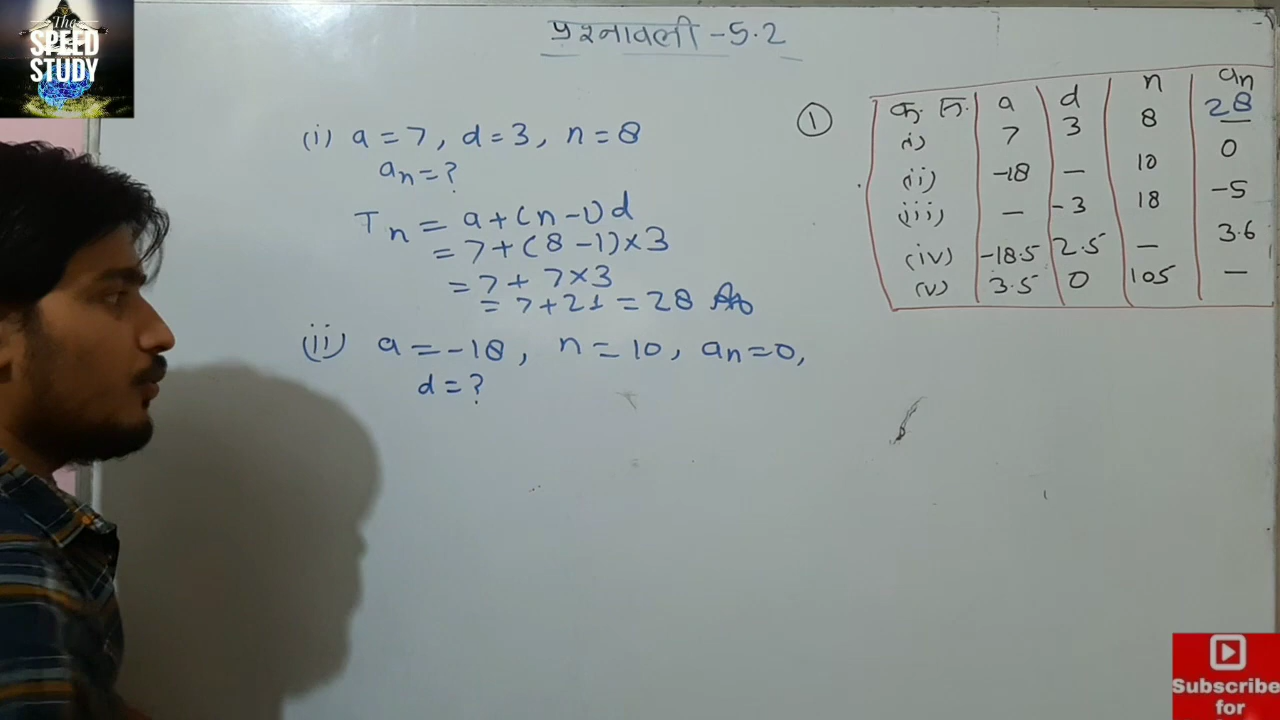 The
SPEED
STUDY
प्रश्नावली - 5.2
(i) a = 7, d = 3, n = 8
an = ?
Tn = a + (n - 1) d
= 7 + (8 - 1) × 3
= 7 + 7 × 3
= 7 + 21 = 28
(ii) a = -18, n = 10, an = 0,
d = ?
①
क्र. सं. a d n an
(i) 7 3 8 28
(ii) -18 — 10 0
(iii) — -3 18 -5
(iv) -18.5 2.5 — 3.6
(v) 3.5 0 105 —
Subscribe
for